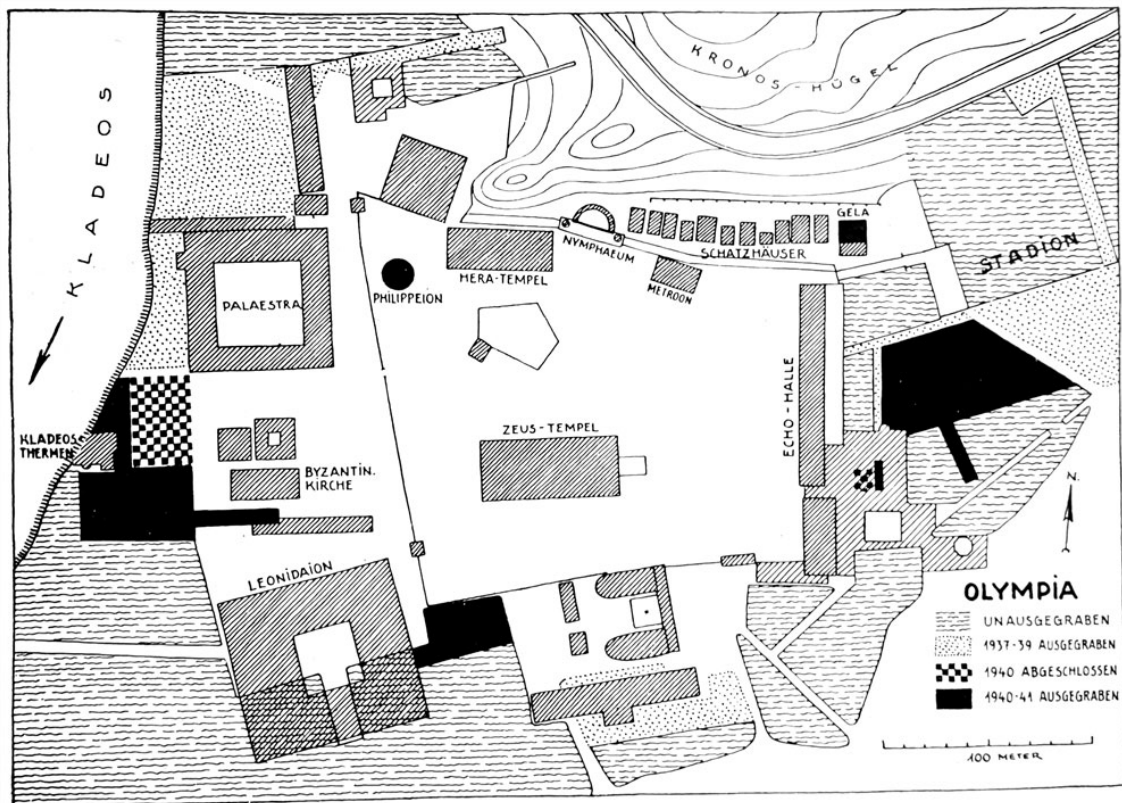 KRONOS-HÜGEL
KLADEOS
GELA
NYMPHAEUM
SCHATZHÄUSER
STADION
HERA-TEMPEL
METROON
PHILIPPEION
PALAESTRA
ECHO-HALLE
ZEUS-TEMPEL
KLADEOS
THERMEN
BYZANTIN.
KIRCHE
N.
LEONIDAION
OLYMPIA
UNAUSGEGRABEN
1937-39 AUSGEGRABEN
1940 ABGESCHLOSSEN
1940-41 AUSGEGRABEN
100 METER